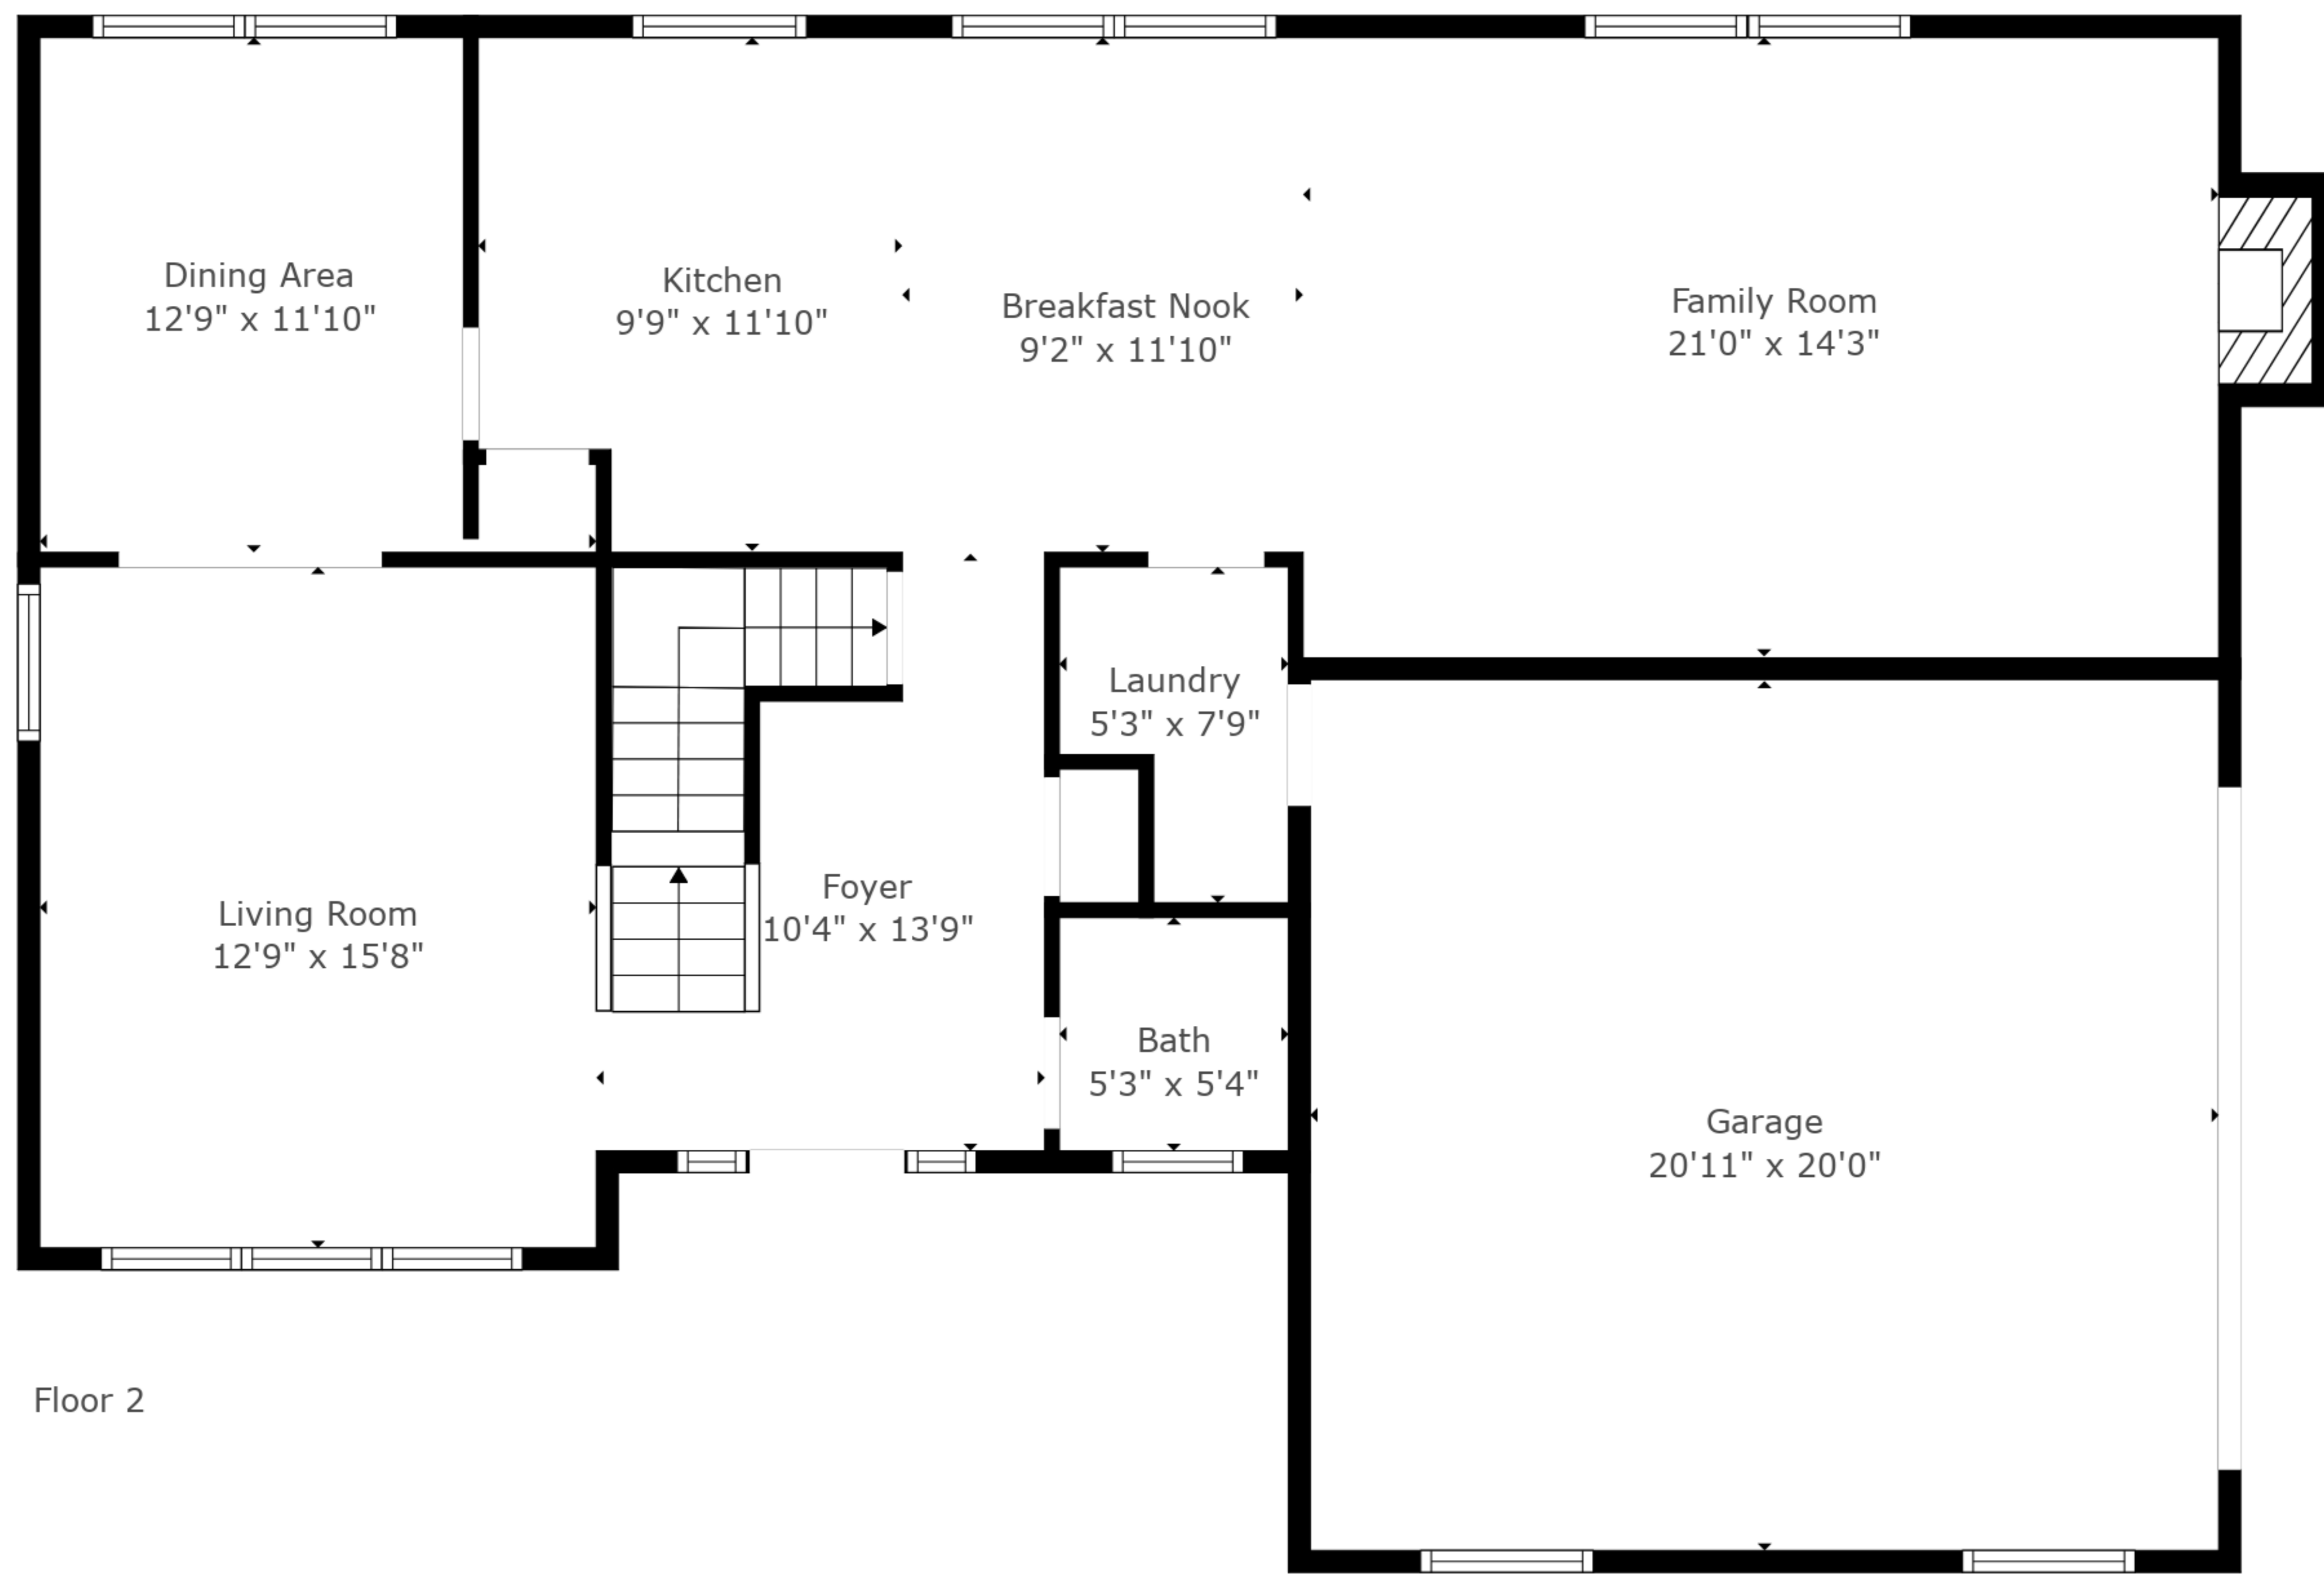 Dining Area
12'9" x 11'10"
Kitchen
9'9" x 11'10"
Breakfast Nook
9'2" x 11'10"
Family Room
21'0" x 14'3"
Laundry
5'3" x 7'9"
Foyer
10'4" x 13'9"
Living Room
12'9" x 15'8"
Bath
5'3" x 5'4"
Garage
20'11" x 20'0"
Floor 2